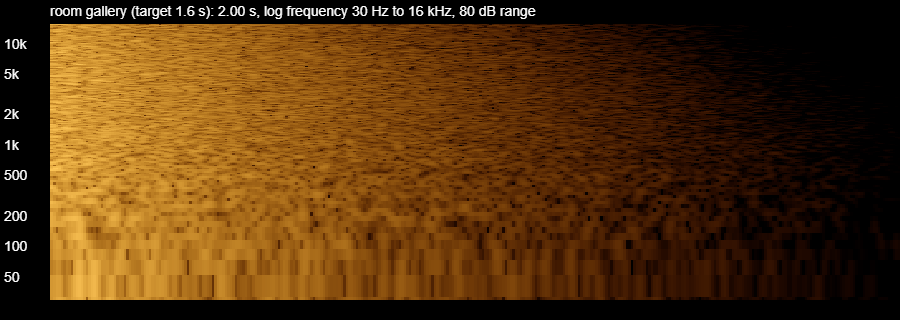 room gallery (target 1.6 s): 2.00 s, log frequency 30 Hz to 16 kHz, 80 dB range
10k
5k
2k
1k
500
200
100
50